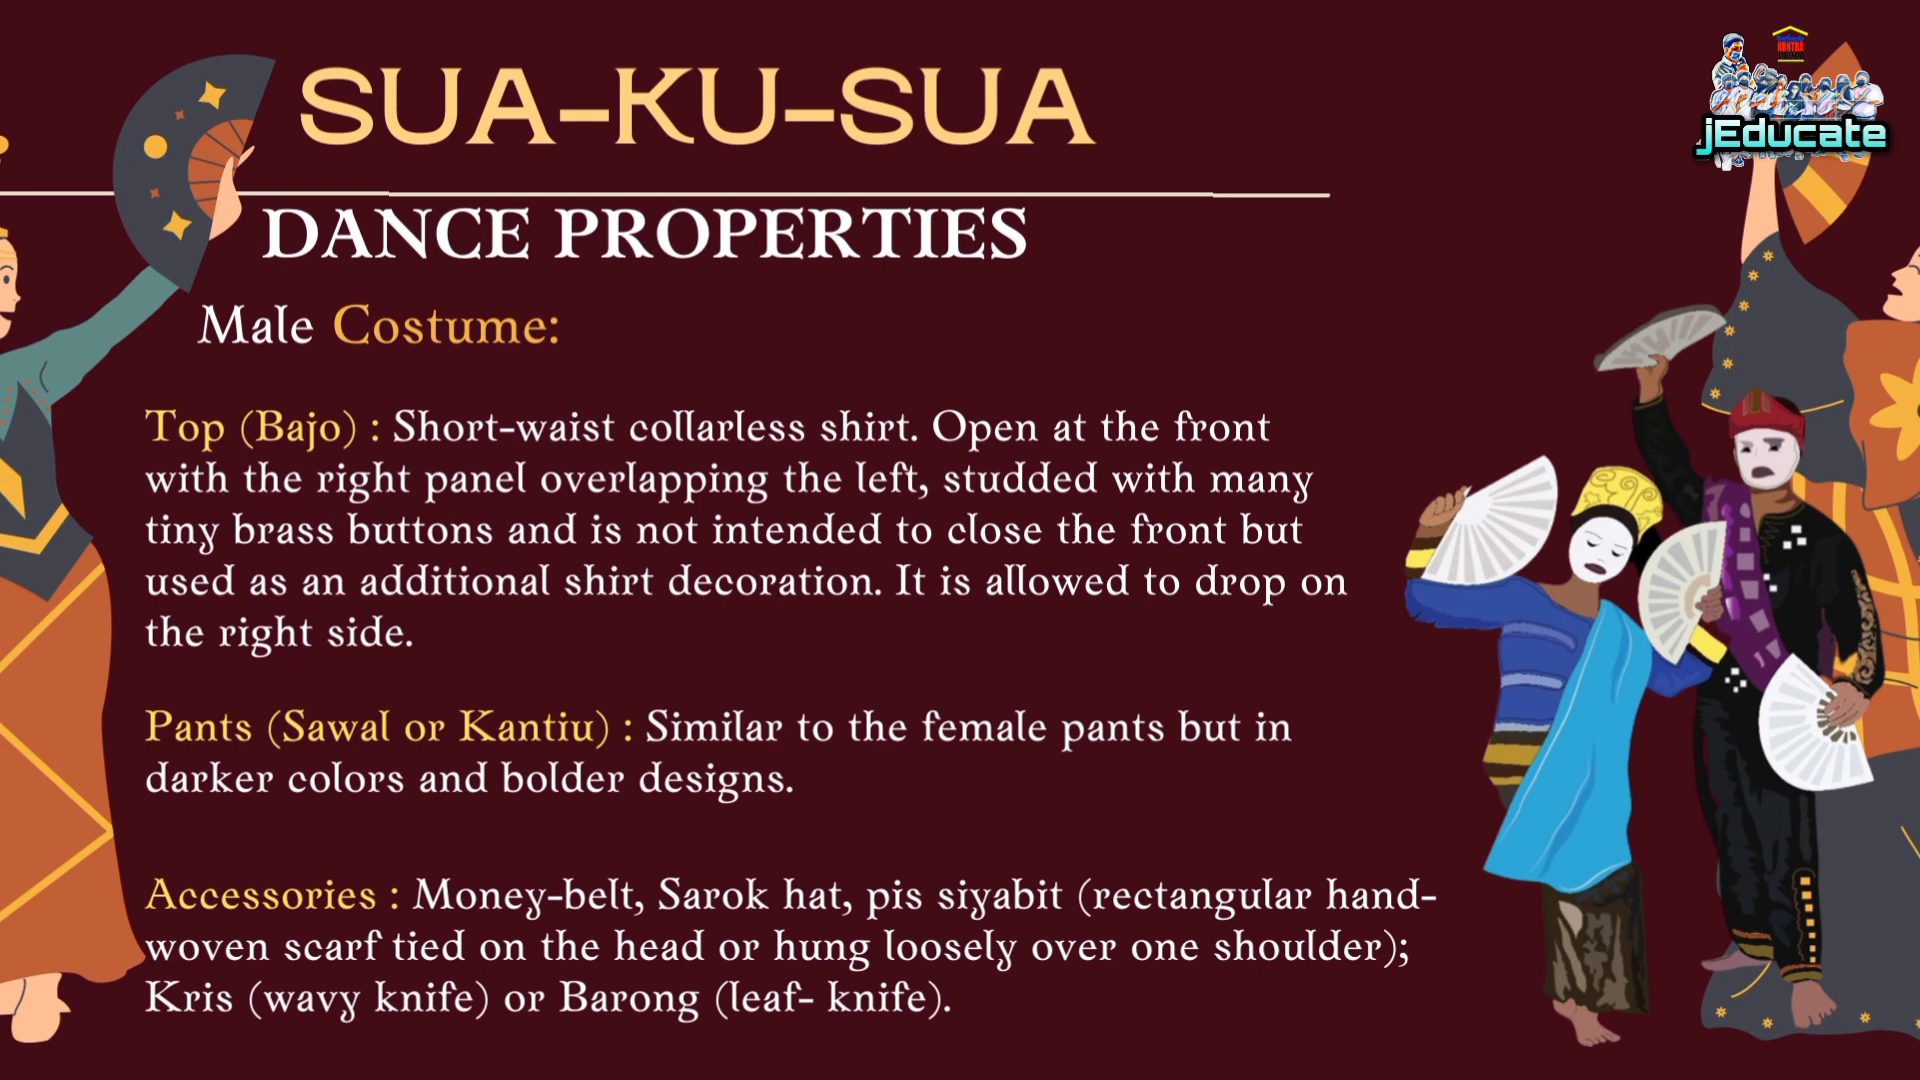 SUA-KU-SUA
KONTRA
jEducate
DANCE PROPERTIES
Male Costume:
Top (Bajo) : Short-waist collarless shirt. Open at the front
with the right panel overlapping the left, studded with many
tiny brass buttons and is not intended to close the front but
used as an additional shirt decoration. It is allowed to drop on
the right side.
Pants (Sawal or Kantiu) : Similar to the female pants but in
darker colors and bolder designs.
Accessories : Money-belt, Sarok hat, pis siyabit (rectangular hand-
woven scarf tied on the head or hung loosely over one shoulder);
Kris (wavy knife) or Barong (leaf- knife).